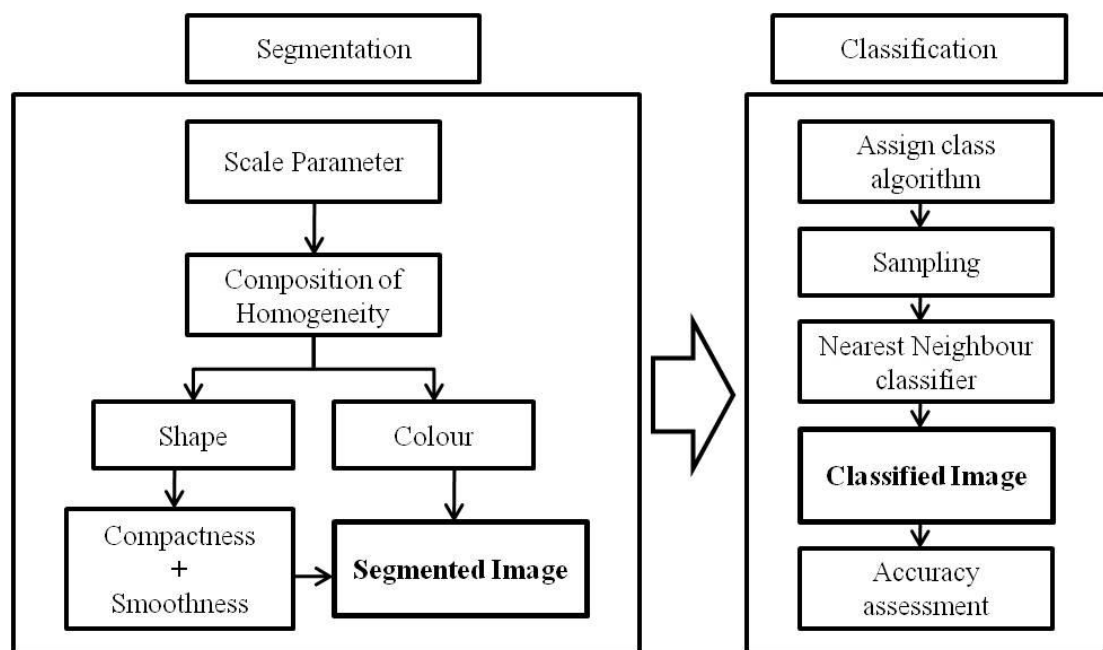 Segmentation
Scale Parameter
Composition of
Homogeneity
Shape
Colour
Compactness
+
Smoothness
Segmented Image
Classification
Assign class
algorithm
Sampling
Nearest Neighbour
classifier
Classified Image
Accuracy
assessment